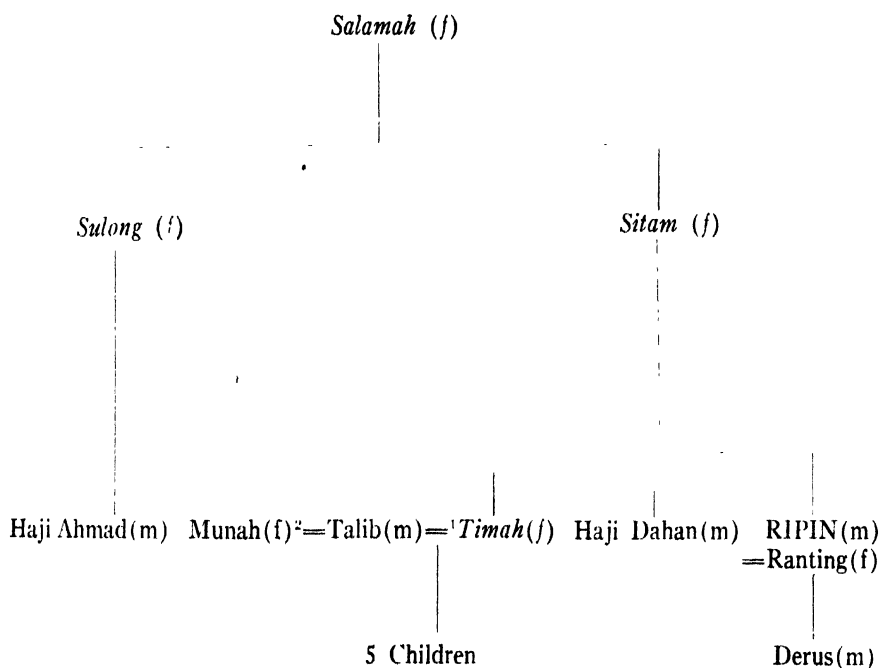 Salamah (f)
Sulong (f)
Sitam (f)
Haji Ahmad(m) Munah(f)²=Talib(m)=¹Timah(f) Haji Dahan(m) RIPIN(m)
=Ranting(f)
5 Children
Derus(m)